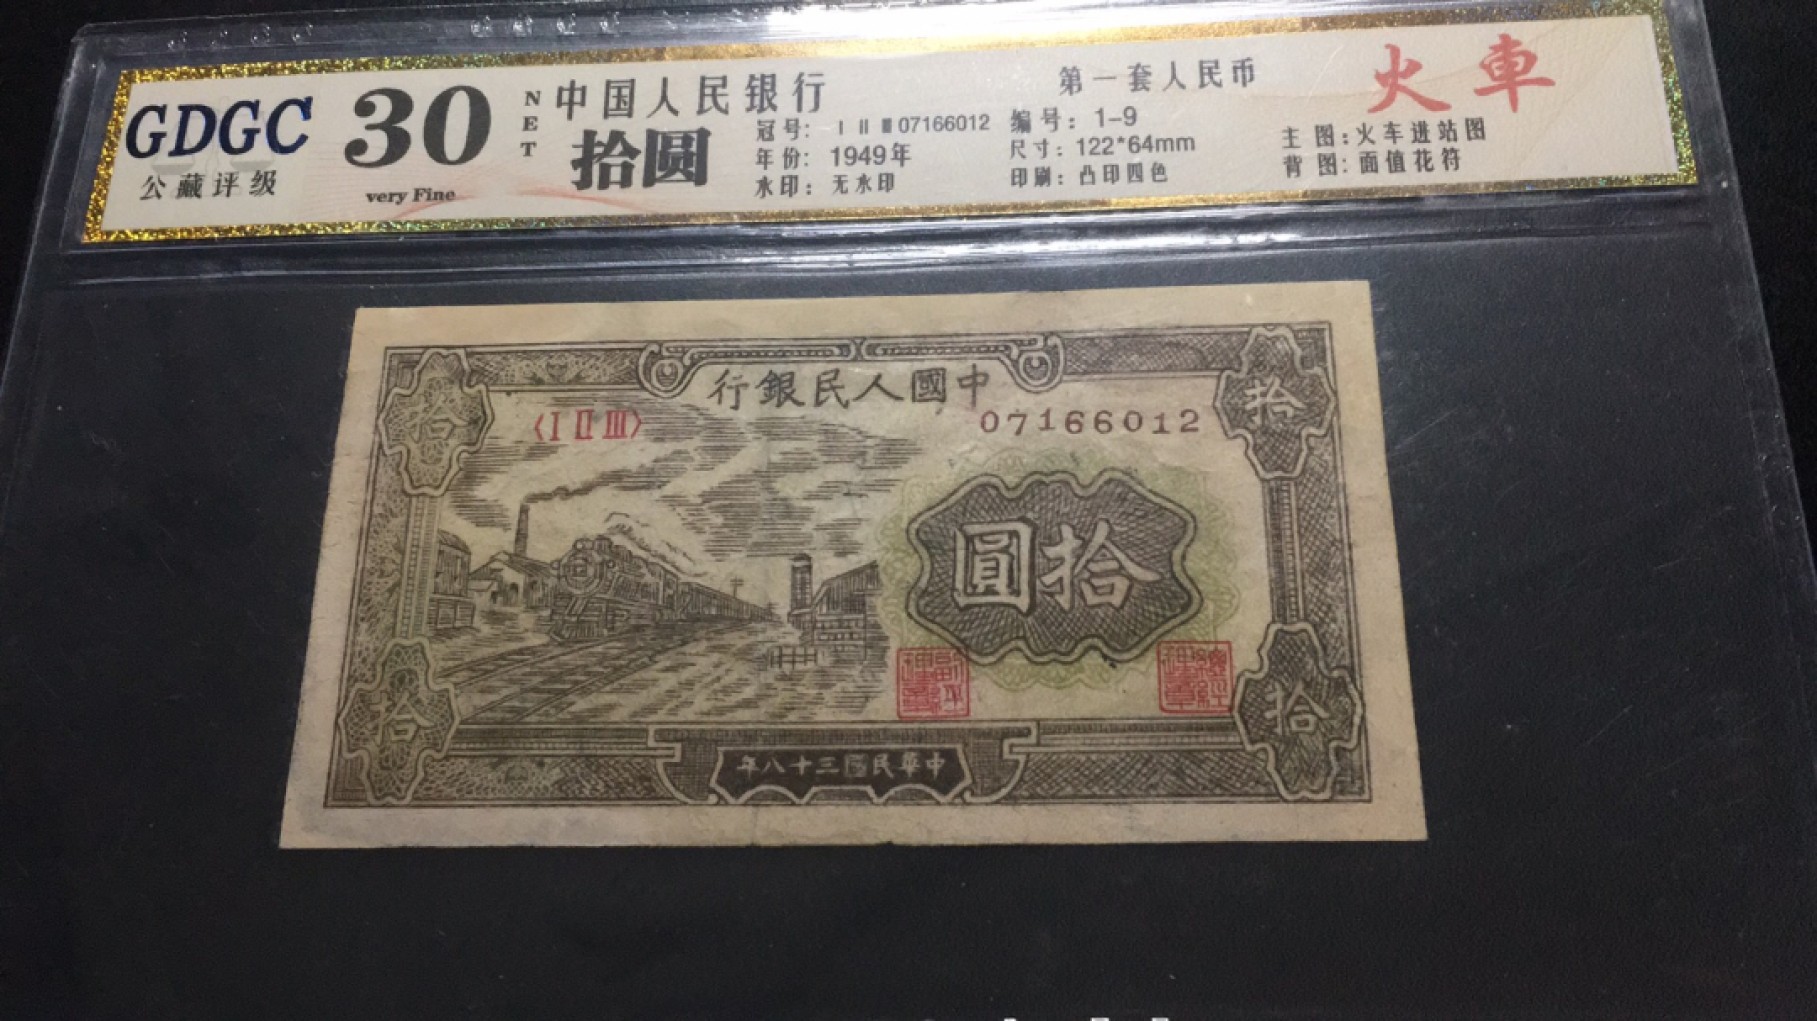 GDGC
公藏评级
30
very Fine
NET
中国人民银行
拾圆
冠号: I II III 07166012
年份: 1949年
水印: 无水印
第一套人民币
编号: 1-9
尺寸: 122*64mm
印刷: 凸印四色
火車
主图: 火车进站图
背图: 面值花符
行銀民人國中
〈I II III〉
07166012
拾
拾
圓拾
拾
拾
年八十三國民華中